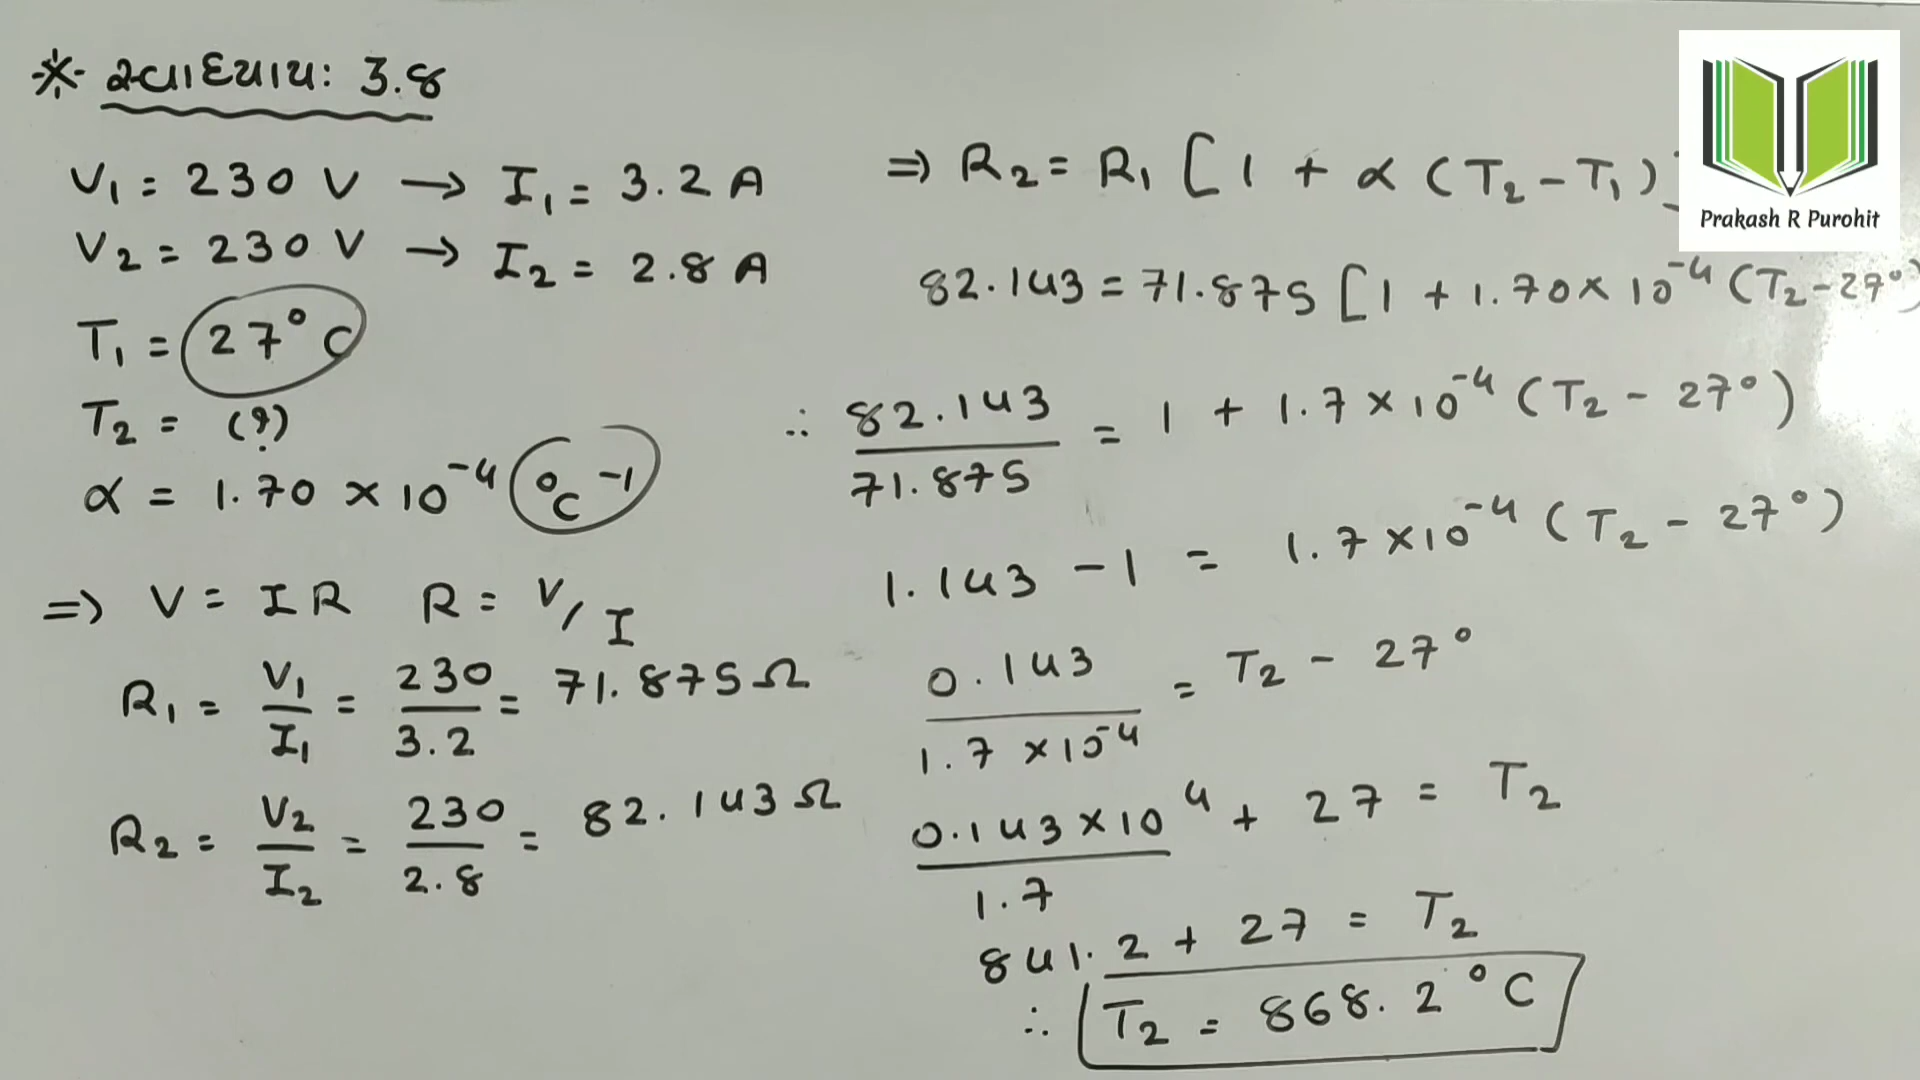 * સ્વાધ્યાય: 3.8
V₁ = 230 V → I₁ = 3.2 A
V₂ = 230 V → I₂ = 2.8 A
T₁ = 27°C
T₂ = (?)
α = 1.70 × 10⁻⁴ °C⁻¹
⇒ V = IR R = V/I
R₁ = V₁/I₁ = 230/3.2 = 71.875 Ω
R₂ = V₂/I₂ = 230/2.8 = 82.143 Ω
⇒ R₂ = R₁ [1 + α (T₂ - T₁)]
82.143 = 71.875 [1 + 1.70 × 10⁻⁴ (T₂ - 27°)
∴ 82.143/71.875 = 1 + 1.7 × 10⁻⁴ (T₂ - 27°)
1.143 - 1 = 1.7 × 10⁻⁴ (T₂ - 27°)
0.143/1.7 × 10⁻⁴ = T₂ - 27°
0.143 × 10⁴/1.7 + 27 = T₂
841.2 + 27 = T₂
∴ T₂ = 868.2 °C
Prakash R Purohit